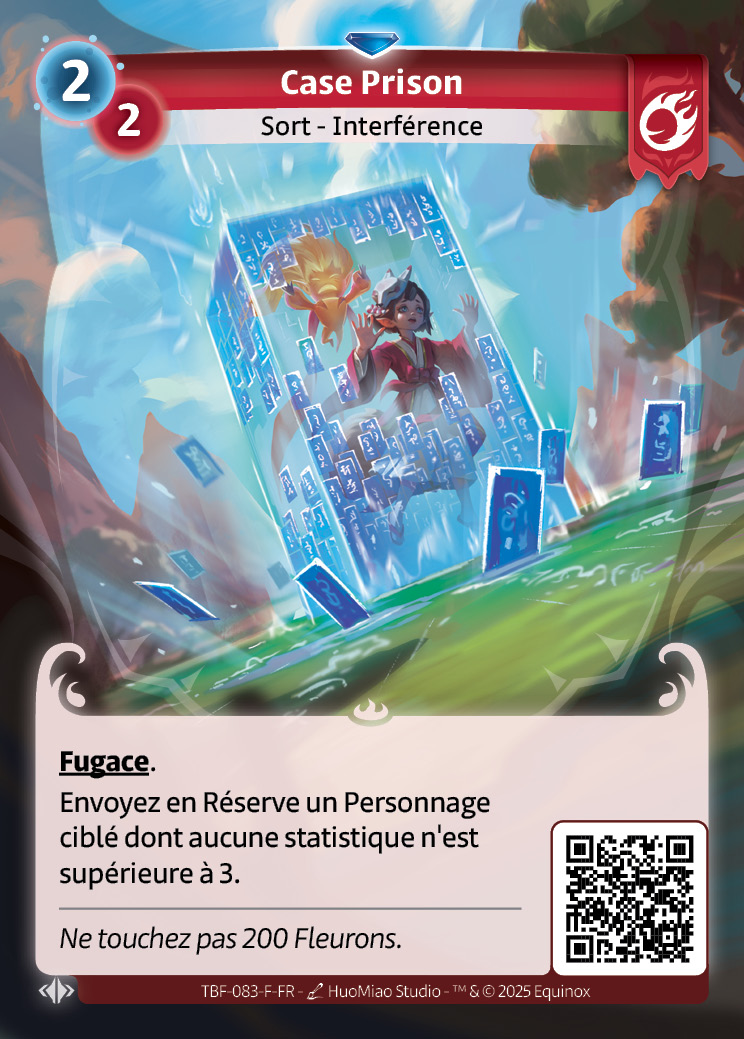 2
Case Prison
2
Sort - Interférence
Fugace.
Envoyez en Réserve un Personnage
ciblé dont aucune statistique n'est
supérieure à 3.
Ne touchez pas 200 Fleurons.
TBF-083-F-FR - HuoMiao Studio - ™ & © 2025 Equinox